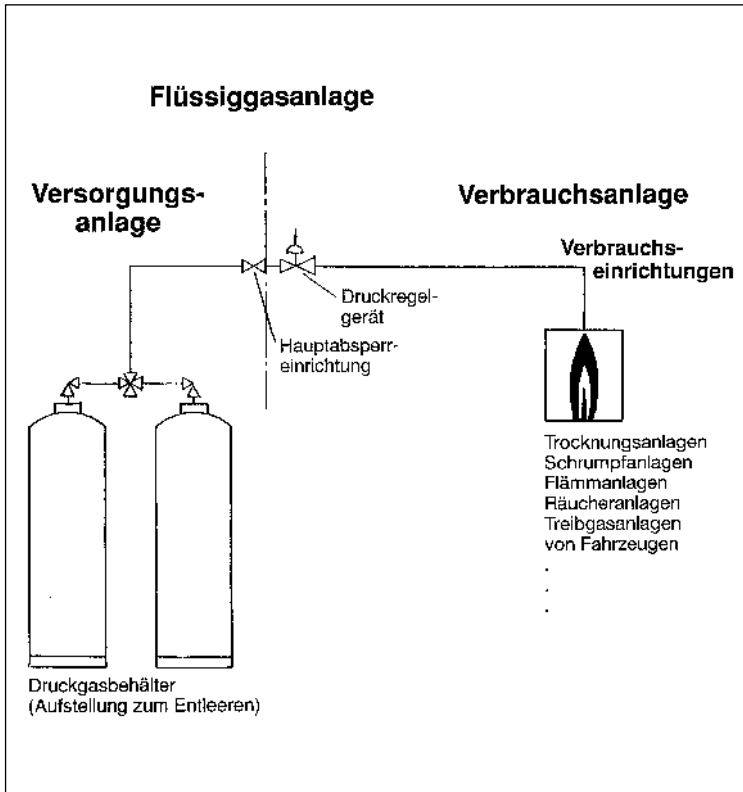 Flüssiggasanlage
Versorgungs-
anlage
Verbrauchsanlage
Verbrauchs-
einrichtungen
Druckregel-
gerät
Hauptabsperr-
einrichtung
Trocknungsanlagen
Schrumpfanlagen
Flämmanlagen
Räucheranlagen
Treibgasanlagen
von Fahrzeugen
.
.
.
Druckgasbehälter
(Aufstellung zum Entleeren)